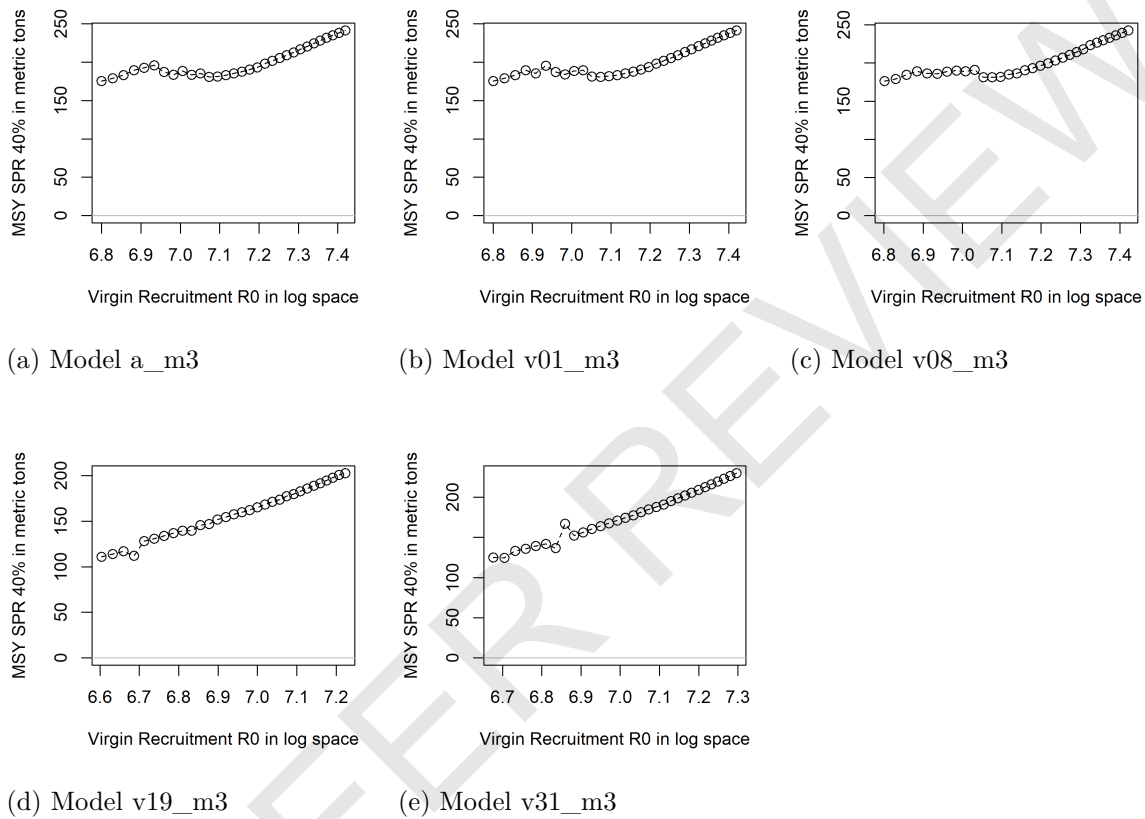 MSY SPR 40% in metric tons
0 50 150 250
6.8 6.9 7.0 7.1 7.2 7.3 7.4
Virgin Recruitment R0 in log space
(a) Model a_m3
MSY SPR 40% in metric tons
0 50 150 250
6.8 6.9 7.0 7.1 7.2 7.3 7.4
Virgin Recruitment R0 in log space
(b) Model v01_m3
MSY SPR 40% in metric tons
0 50 150 250
6.8 6.9 7.0 7.1 7.2 7.3 7.4
Virgin Recruitment R0 in log space
(c) Model v08_m3
MSY SPR 40% in metric tons
0 50 100 150 200
6.6 6.7 6.8 6.9 7.0 7.1 7.2
Virgin Recruitment R0 in log space
(d) Model v19_m3
MSY SPR 40% in metric tons
0 50 100 200
6.7 6.8 6.9 7.0 7.1 7.2 7.3
Virgin Recruitment R0 in log space
(e) Model v31_m3
EER REVIEW